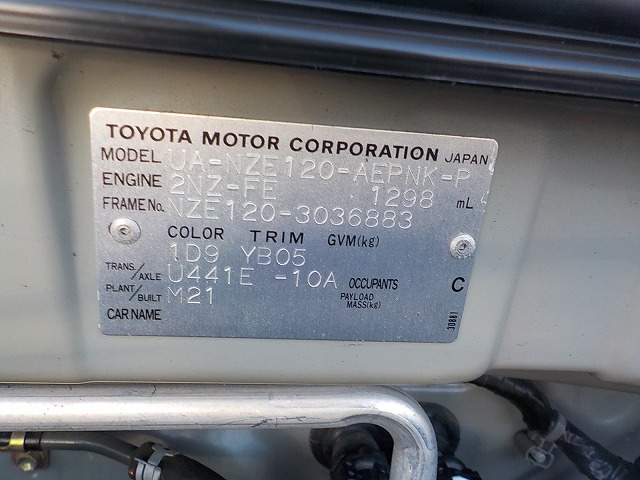 TOYOTA MOTOR CORPORATION JAPAN
MODEL UA-NZE120-AEPNK-P
ENGINE 2NZ-FE 1298 mL
FRAME No. NZE120-3036883
COLOR TRIM GVM(kg)
1D9 YB05
TRANS/AXLE U441E -10A OCCUPANTS C
PLANT/BUILT M21 PAYLOAD MASS(kg)
CAR NAME
30881